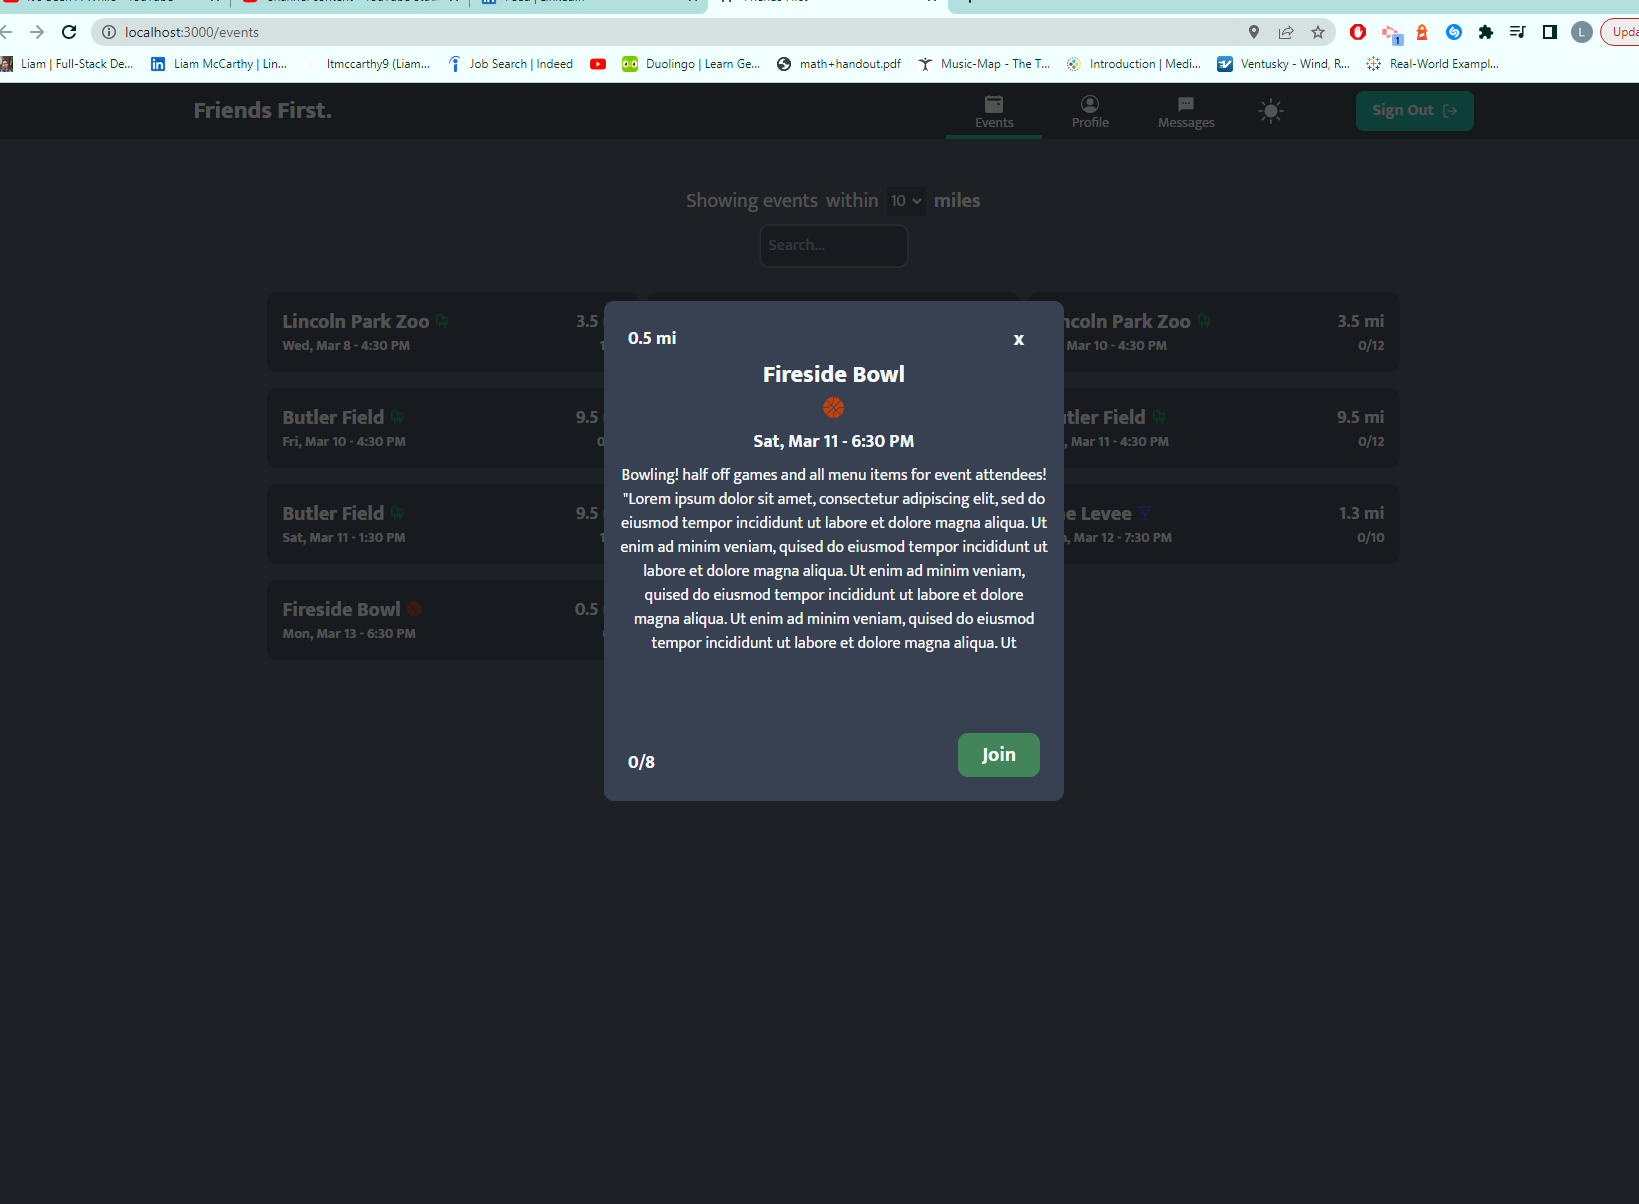 localhost:3000/events
Upda
Liam | Full-Stack De...
Liam McCarthy | Lin...
ltmccarthy9 (Liam...
Job Search | Indeed
Duolingo | Learn Ge...
math+handout.pdf
Music-Map - The T...
Introduction | Medi...
Ventusky - Wind, R...
Real-World Exampl...
Friends First.
Events
Profile
Messages
Sign Out
Showing events within 10 miles
Search...
Lincoln Park Zoo
3.5
Wed, Mar 8 - 4:30 PM
1
ncoln Park Zoo
3.5 mi
Mar 10 - 4:30 PM
0/12
Butler Field
9.5
Fri, Mar 10 - 4:30 PM
0
tler Field
9.5 mi
, Mar 11 - 4:30 PM
0/12
Butler Field
9.5
Sat, Mar 11 - 1:30 PM
1
e Levee
1.3 mi
, Mar 12 - 7:30 PM
0/10
Fireside Bowl
0.5
Mon, Mar 13 - 6:30 PM
0.5 mi
x
Fireside Bowl
Sat, Mar 11 - 6:30 PM
Bowling! half off games and all menu items for event attendees!
"Lorem ipsum dolor sit amet, consectetur adipiscing elit, sed do
eiusmod tempor incididunt ut labore et dolore magna aliqua. Ut
enim ad minim veniam, quised do eiusmod tempor incididunt ut
labore et dolore magna aliqua. Ut enim ad minim veniam,
quised do eiusmod tempor incididunt ut labore et dolore
magna aliqua. Ut enim ad minim veniam, quised do eiusmod
tempor incididunt ut labore et dolore magna aliqua. Ut
0/8
Join